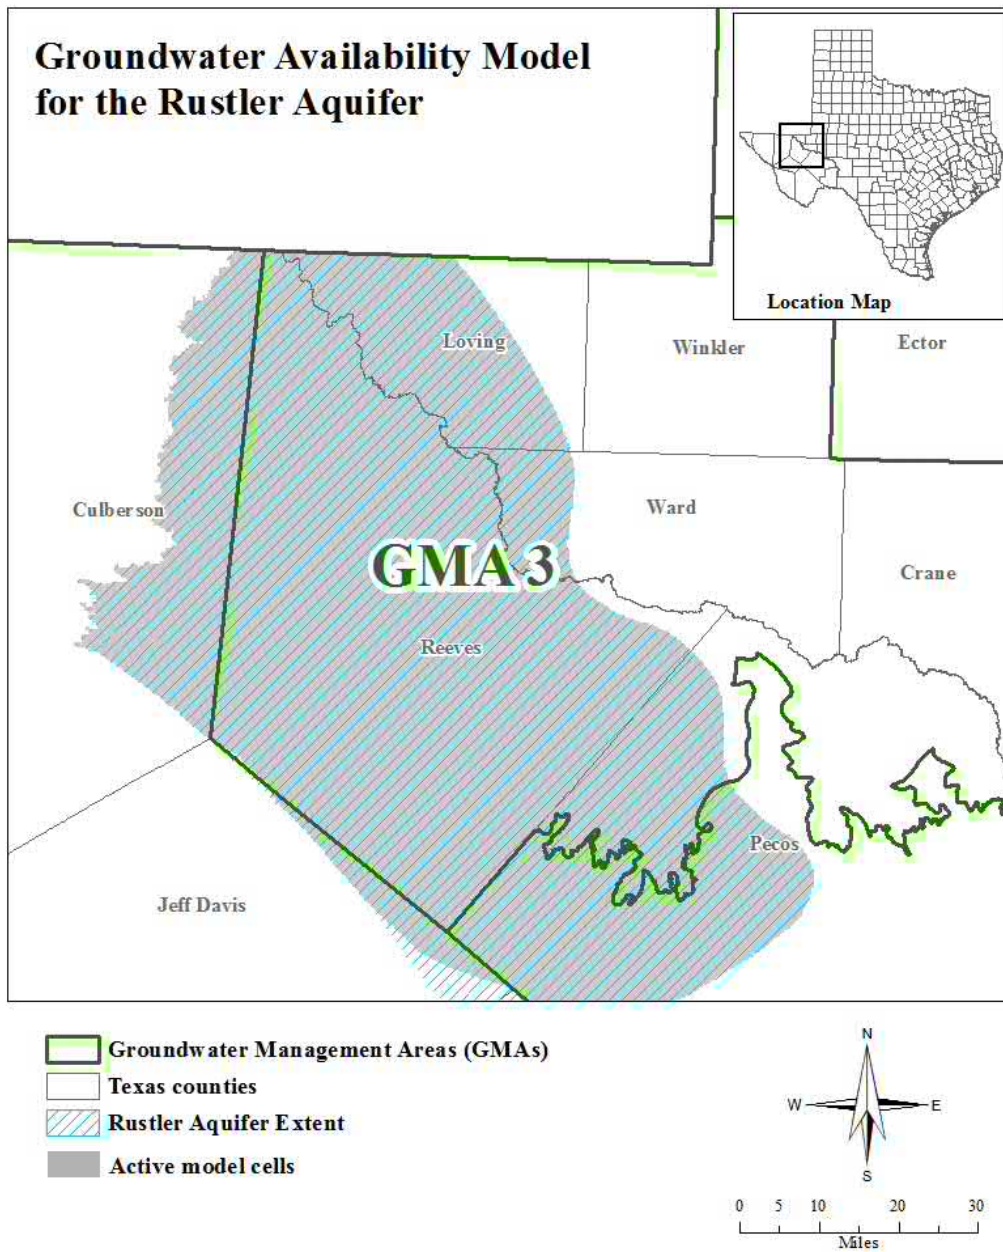 Groundwater Availability Model
for the Rustler Aquifer
Location Map
Loving
Winkler
Ector
Culberson
Ward
GMA 3
Crane
Reeves
Pecos
Jeff Davis
Groundwater Management Areas (GMAs)
Texas counties
Rustler Aquifer Extent
Active model cells
N
W
E
S
0 5 10 20 30
Miles